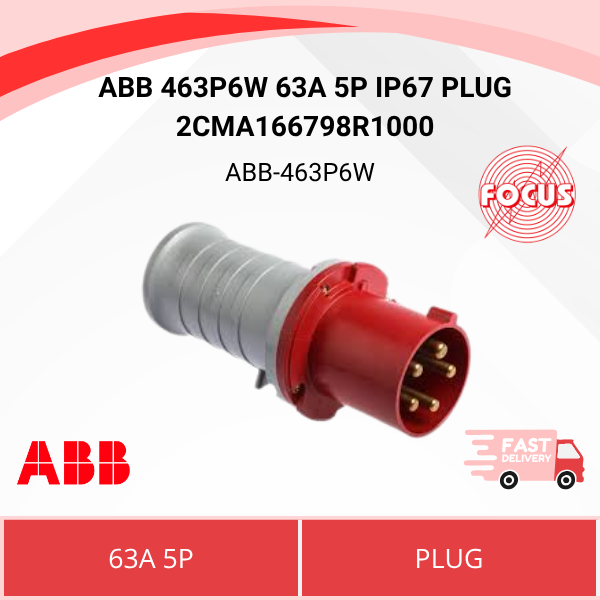 ABB 463P6W 63A 5P IP67 PLUG
2CMA166798R1000
ABB-463P6W
FOCUS
ABB
FAST
DELIVERY
63A 5P
PLUG